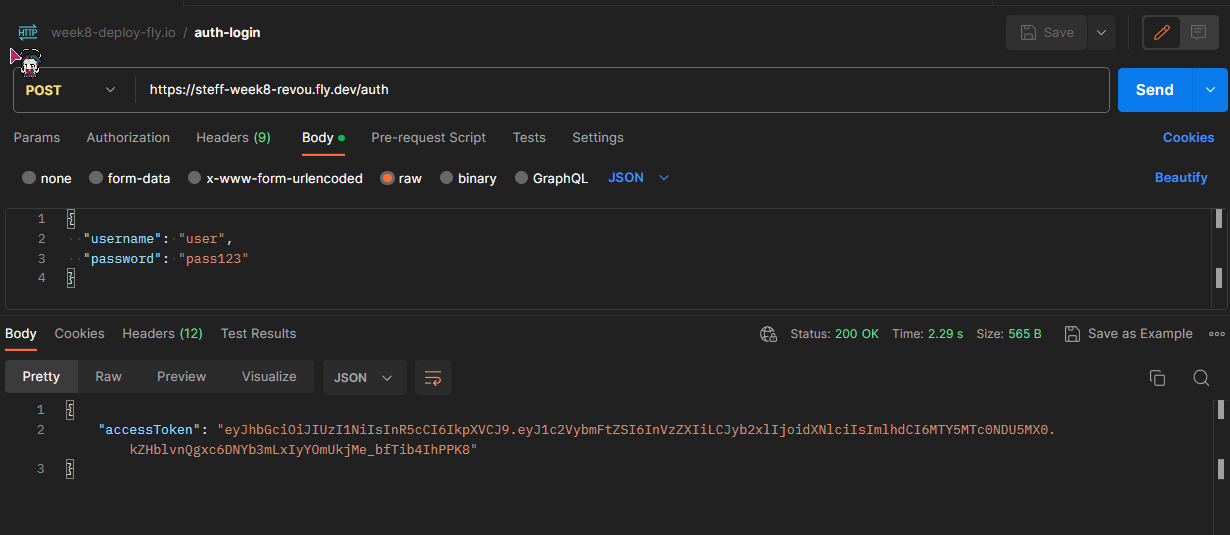 HTTP week8-deploy-fly.io / auth-login Save
POST https://steff-week8-revou.fly.dev/auth Send
Params Authorization Headers (9) Body Pre-request Script Tests Settings Cookies
none form-data x-www-form-urlencoded raw binary GraphQL JSON Beautify
1 {
2 "username": "user",
3 "password": "pass123"
4 }
Body Cookies Headers (12) Test Results Status: 200 OK Time: 2.29 s Size: 565 B Save as Example
Pretty Raw Preview Visualize JSON
1 {
2 "accessToken": "eyJhbGciOiJIUzI1NiIsInR5cCI6IkpXVCJ9.eyJ1c2VybmFtZSI6InVzZXIiLCJyb2xlIjoidXNlciIsImlhdCI6MTY5MTc0NDU5MX0.
kZHblvnQgxc6DNYb3mLxIyYOmUkjMe_bfTib4IhPPK8"
3 }